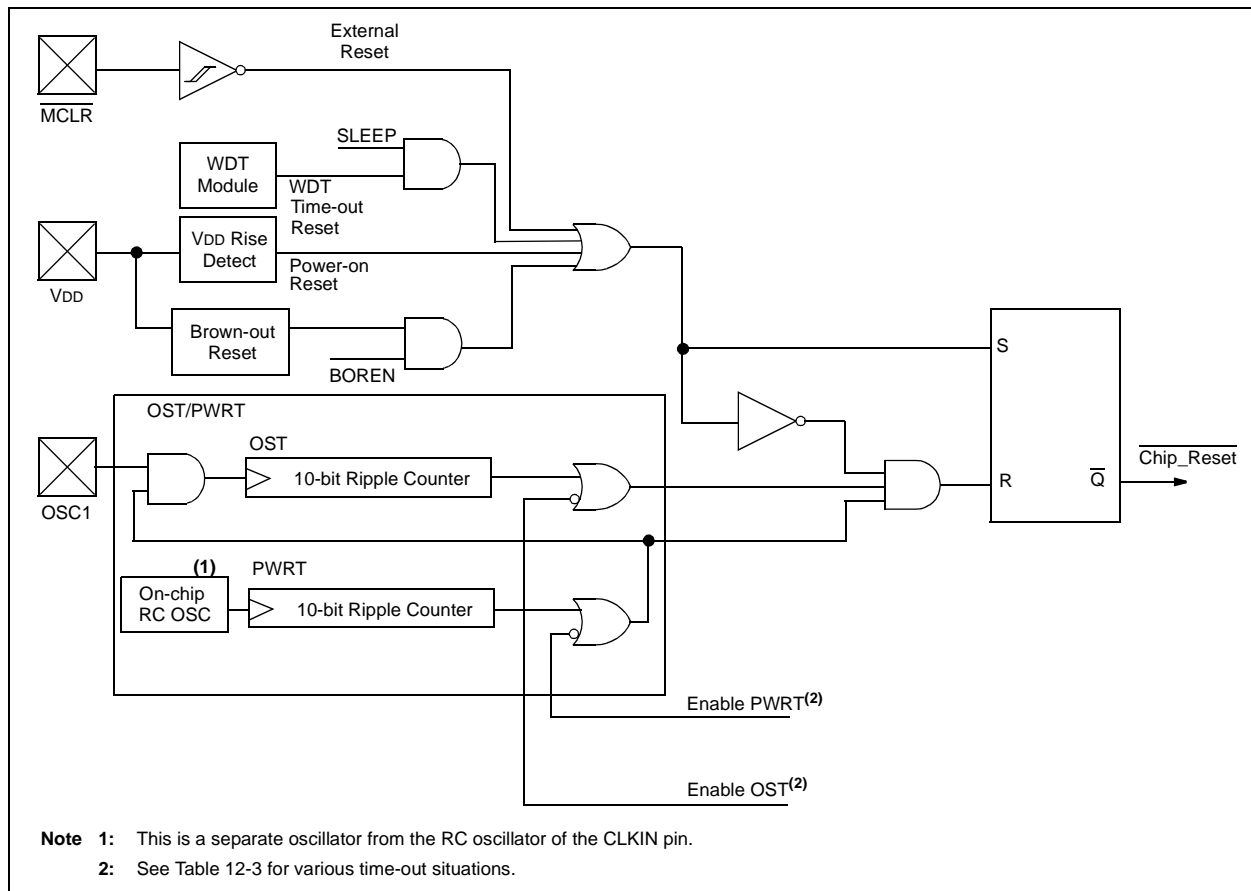 External
Reset
MCLR
SLEEP
WDT
Module
WDT
Time-out
Reset
VDD Rise
Detect
Power-on
Reset
VDD
Brown-out
Reset
BOREN
OST/PWRT
OST
10-bit Ripple Counter
OSC1
(1)
PWRT
On-chip
RC OSC
10-bit Ripple Counter
S
R
Q
Chip_Reset
Enable PWRT(2)
Enable OST(2)
Note 1: This is a separate oscillator from the RC oscillator of the CLKIN pin.
2: See Table 12-3 for various time-out situations.